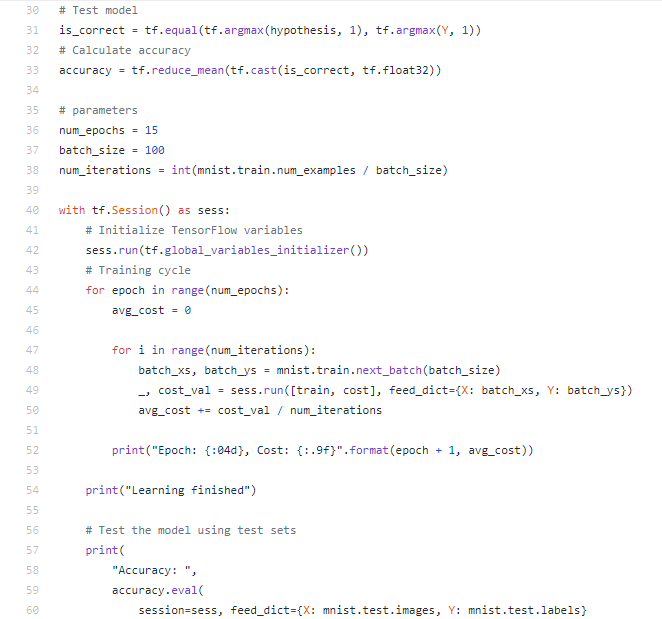 30 # Test model
31 is_correct = tf.equal(tf.argmax(hypothesis, 1), tf.argmax(Y, 1))
32 # Calculate accuracy
33 accuracy = tf.reduce_mean(tf.cast(is_correct, tf.float32))
34
35 # parameters
36 num_epochs = 15
37 batch_size = 100
38 num_iterations = int(mnist.train.num_examples / batch_size)
39
40 with tf.Session() as sess:
41     # Initialize TensorFlow variables
42     sess.run(tf.global_variables_initializer())
43     # Training cycle
44     for epoch in range(num_epochs):
45         avg_cost = 0
46
47         for i in range(num_iterations):
48             batch_xs, batch_ys = mnist.train.next_batch(batch_size)
49             _, cost_val = sess.run([train, cost], feed_dict={X: batch_xs, Y: batch_ys})
50             avg_cost += cost_val / num_iterations
51
52         print("Epoch: {:04d}, Cost: {:.9f}".format(epoch + 1, avg_cost))
53
54     print("Learning finished")
55
56     # Test the model using test sets
57     print(
58         "Accuracy: ",
59         accuracy.eval(
60             session=sess, feed_dict={X: mnist.test.images, Y: mnist.test.labels}